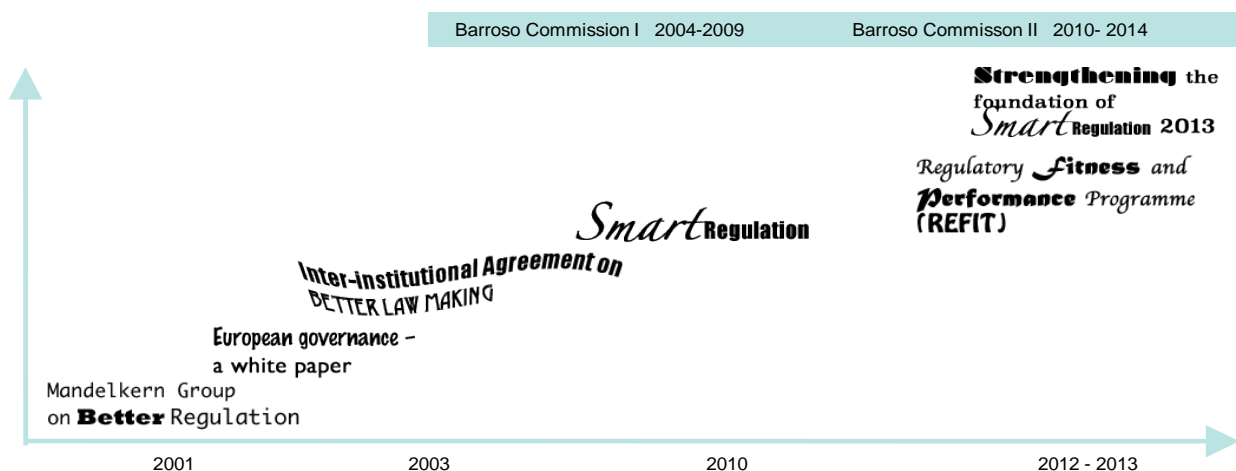 Barroso Commission I 2004-2009
Barroso Commisson II 2010- 2014
Strengthening the
foundation of
Smart Regulation 2013
Regulatory Fitness and
Performance Programme
(REFIT)
Smart Regulation
Inter-institutional Agreement on
BETTER LAW MAKING
European governance –
a white paper
Mandelkern Group
on Better Regulation
2001
2003
2010
2012 - 2013